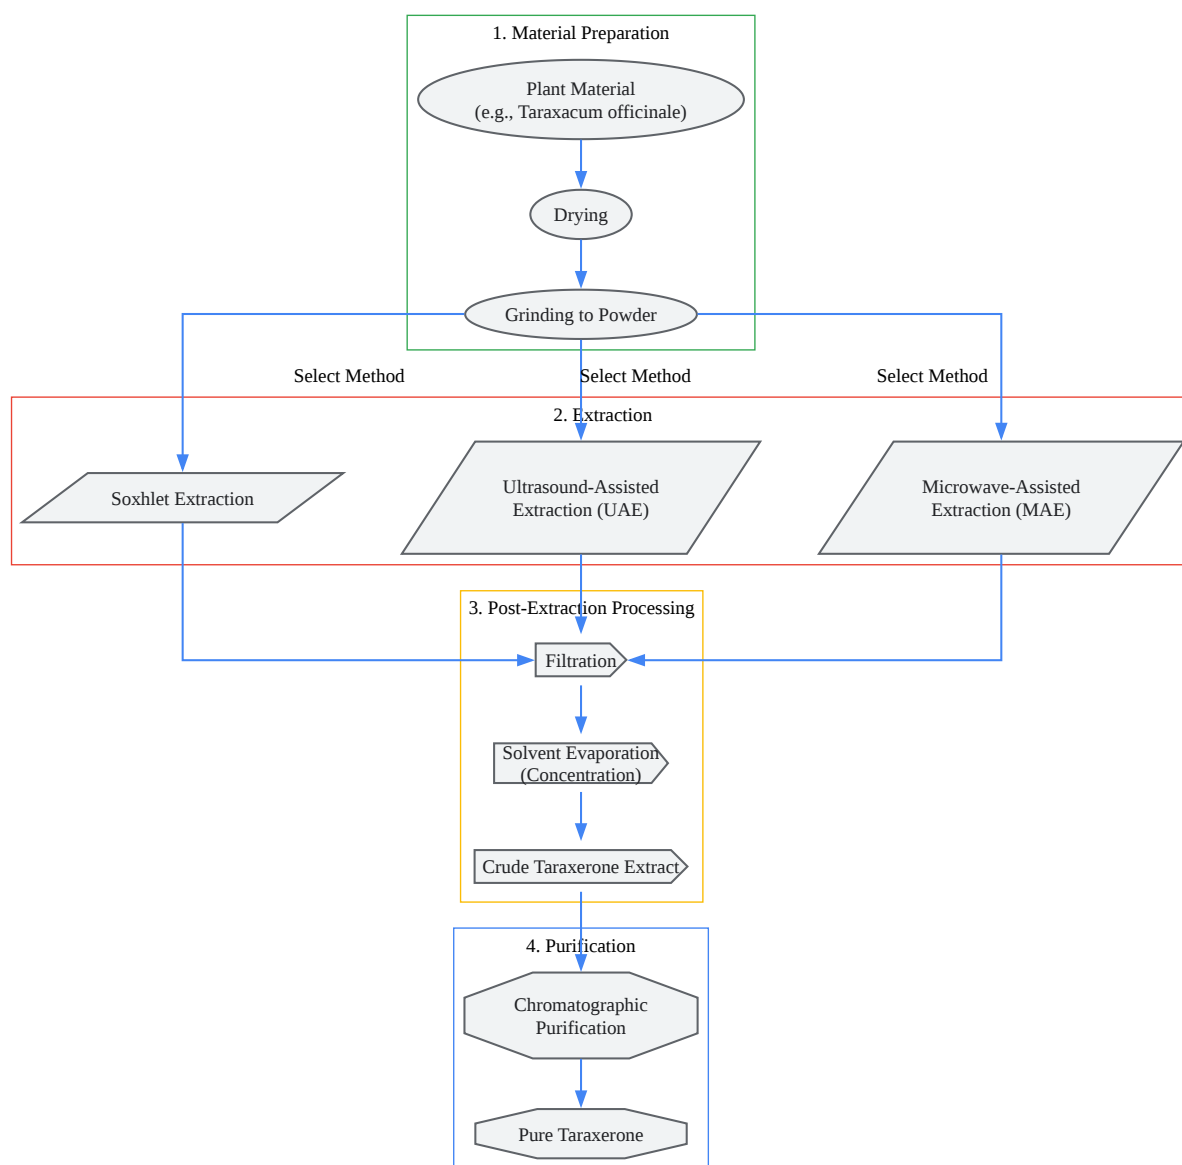 1. Material Preparation
Plant Material
(e.g., Taraxacum officinale)
Drying
Grinding to Powder
Select Method
Select Method
Select Method
2. Extraction
Soxhlet Extraction
Ultrasound-Assisted
Extraction (UAE)
Microwave-Assisted
Extraction (MAE)
3. Post-Extraction Processing
Filtration
Solvent Evaporation
(Concentration)
Crude Taraxerone Extract
4. Purification
Chromatographic
Purification
Pure Taraxerone